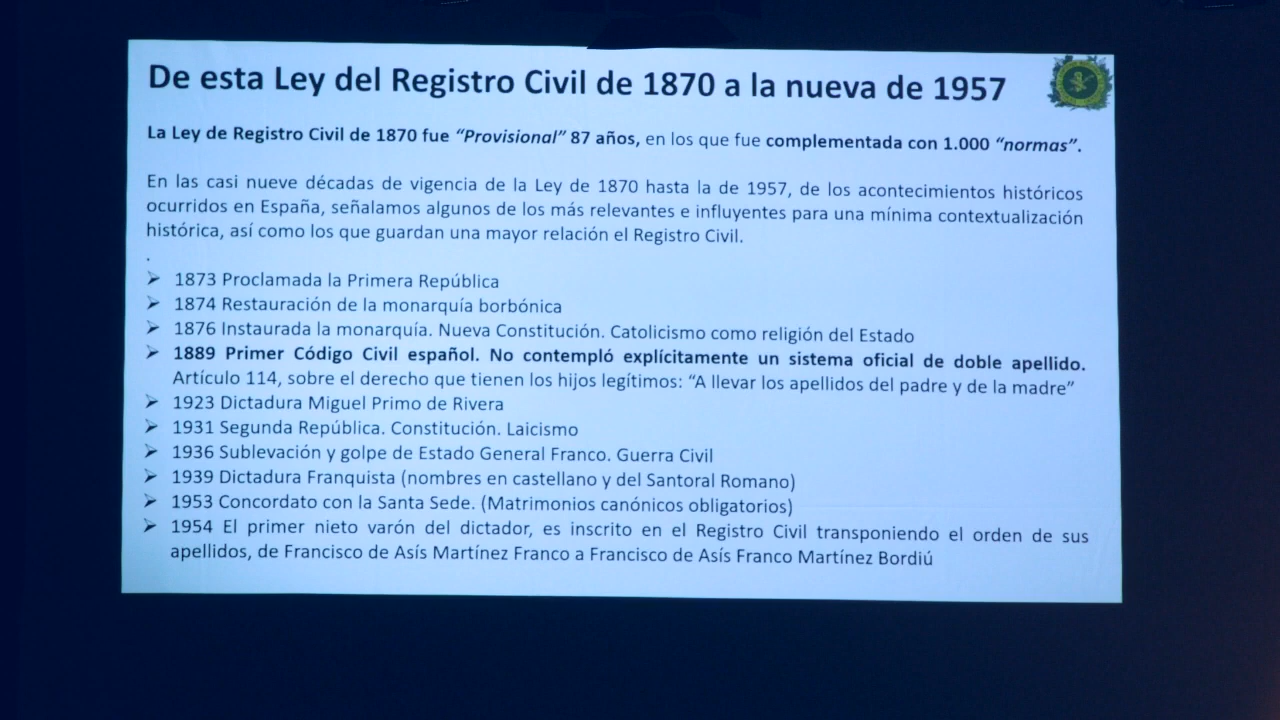 De esta Ley del Registro Civil de 1870 a la nueva de 1957
La Ley de Registro Civil de 1870 fue “Provisional” 87 años, en los que fue complementada con 1.000 “normas”.
En las casi nueve décadas de vigencia de la Ley de 1870 hasta la de 1957, de los acontecimientos históricos
ocurridos en España, señalamos algunos de los más relevantes e influyentes para una mínima contextualización
histórica, así como los que guardan una mayor relación el Registro Civil.
.
➢ 1873 Proclamada la Primera República
➢ 1874 Restauración de la monarquía borbónica
➢ 1876 Instaurada la monarquía. Nueva Constitución. Catolicismo como religión del Estado
➢ 1889 Primer Código Civil español. No contempló explícitamente un sistema oficial de doble apellido.
Artículo 114, sobre el derecho que tienen los hijos legítimos: “A llevar los apellidos del padre y de la madre”
➢ 1923 Dictadura Miguel Primo de Rivera
➢ 1931 Segunda República. Constitución. Laicismo
➢ 1936 Sublevación y golpe de Estado General Franco. Guerra Civil
➢ 1939 Dictadura Franquista (nombres en castellano y del Santoral Romano)
➢ 1953 Concordato con la Santa Sede. (Matrimonios canónicos obligatorios)
➢ 1954 El primer nieto varón del dictador, es inscrito en el Registro Civil transponiendo el orden de sus
apellidos, de Francisco de Asís Martínez Franco a Francisco de Asís Franco Martínez Bordiú